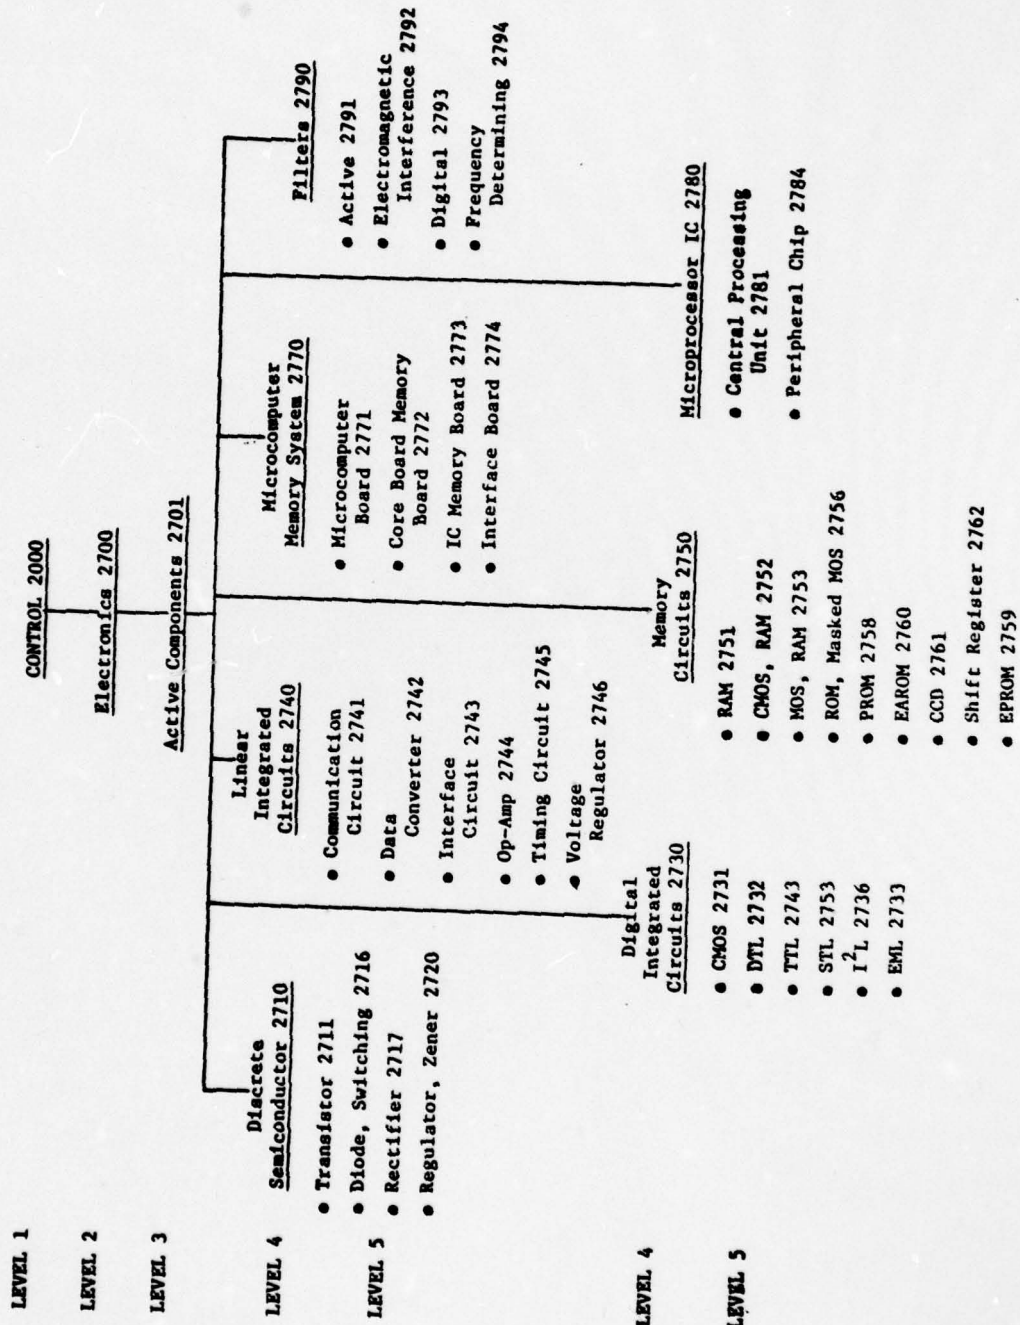 LEVEL 1
CONTROL 2000
LEVEL 2
Electronics 2700
LEVEL 3
Active Components 2701
LEVEL 4
Discrete
Semiconductor 2710
Linear
Integrated
Circuits 2740
Microcomputer
Memory System 2770
Filters 2790
LEVEL 5
• Transistor 2711
• Diode, Switching 2716
• Rectifier 2717
• Regulator, Zener 2720
• Communication
Circuit 2741
• Data
Converter 2742
• Interface
Circuit 2743
• Op-Amp 2744
• Timing Circuit 2745
• Voltage
Regulator 2746
• Microcomputer
Board 2771
• Core Board Memory
Board 2772
• IC Memory Board 2773
• Interface Board 2774
• Active 2791
• Electromagnetic
Interference 2792
• Digital 2793
• Frequency
Determining 2794
LEVEL 4
Digital
Integrated
Circuits 2730
Memory
Circuits 2750
Microprocessor IC 2780
LEVEL 5
• CMOS 2731
• DTL 2732
• TTL 2743
• STL 2753
• I²L 2736
• EML 2733
• RAM 2751
• CMOS, RAM 2752
• MOS, RAM 2753
• ROM, Masked MOS 2756
• PROM 2758
• EAROM 2760
• CCD 2761
• Shift Register 2762
• EPROM 2759
• Central Processing
Unit 2781
• Peripheral Chip 2784